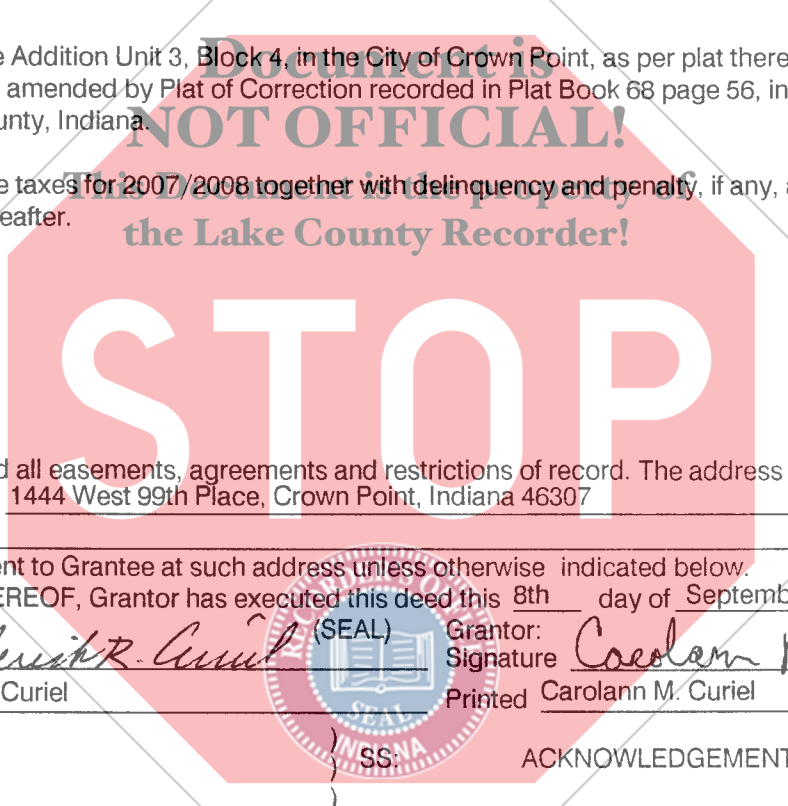 e Addition Unit 3, Block 4, in the City of Crown Point, as per plat there
Document is
amended by Plat of Correction recorded in Plat Book 68 page 56, in
unty, Indiana.
NOT OFFICIAL!
e taxes for 2007/2008 together with delinquency and penalty, if any, a
This Document is the property of
eafter.
the Lake County Recorder!
STOP
d all easements, agreements and restrictions of record. The address
1444 West 99th Place, Crown Point, Indiana 46307
ent to Grantee at such address unless otherwise indicated below.
EREOF, Grantor has executed this deed this 8th day of Septemb
(SEAL) Grantor:
R. Curiel Signature Carolann
Curiel Printed Carolann M. Curiel
SEAL
INDIANA
) SS: ACKNOWLEDGEMENT
)